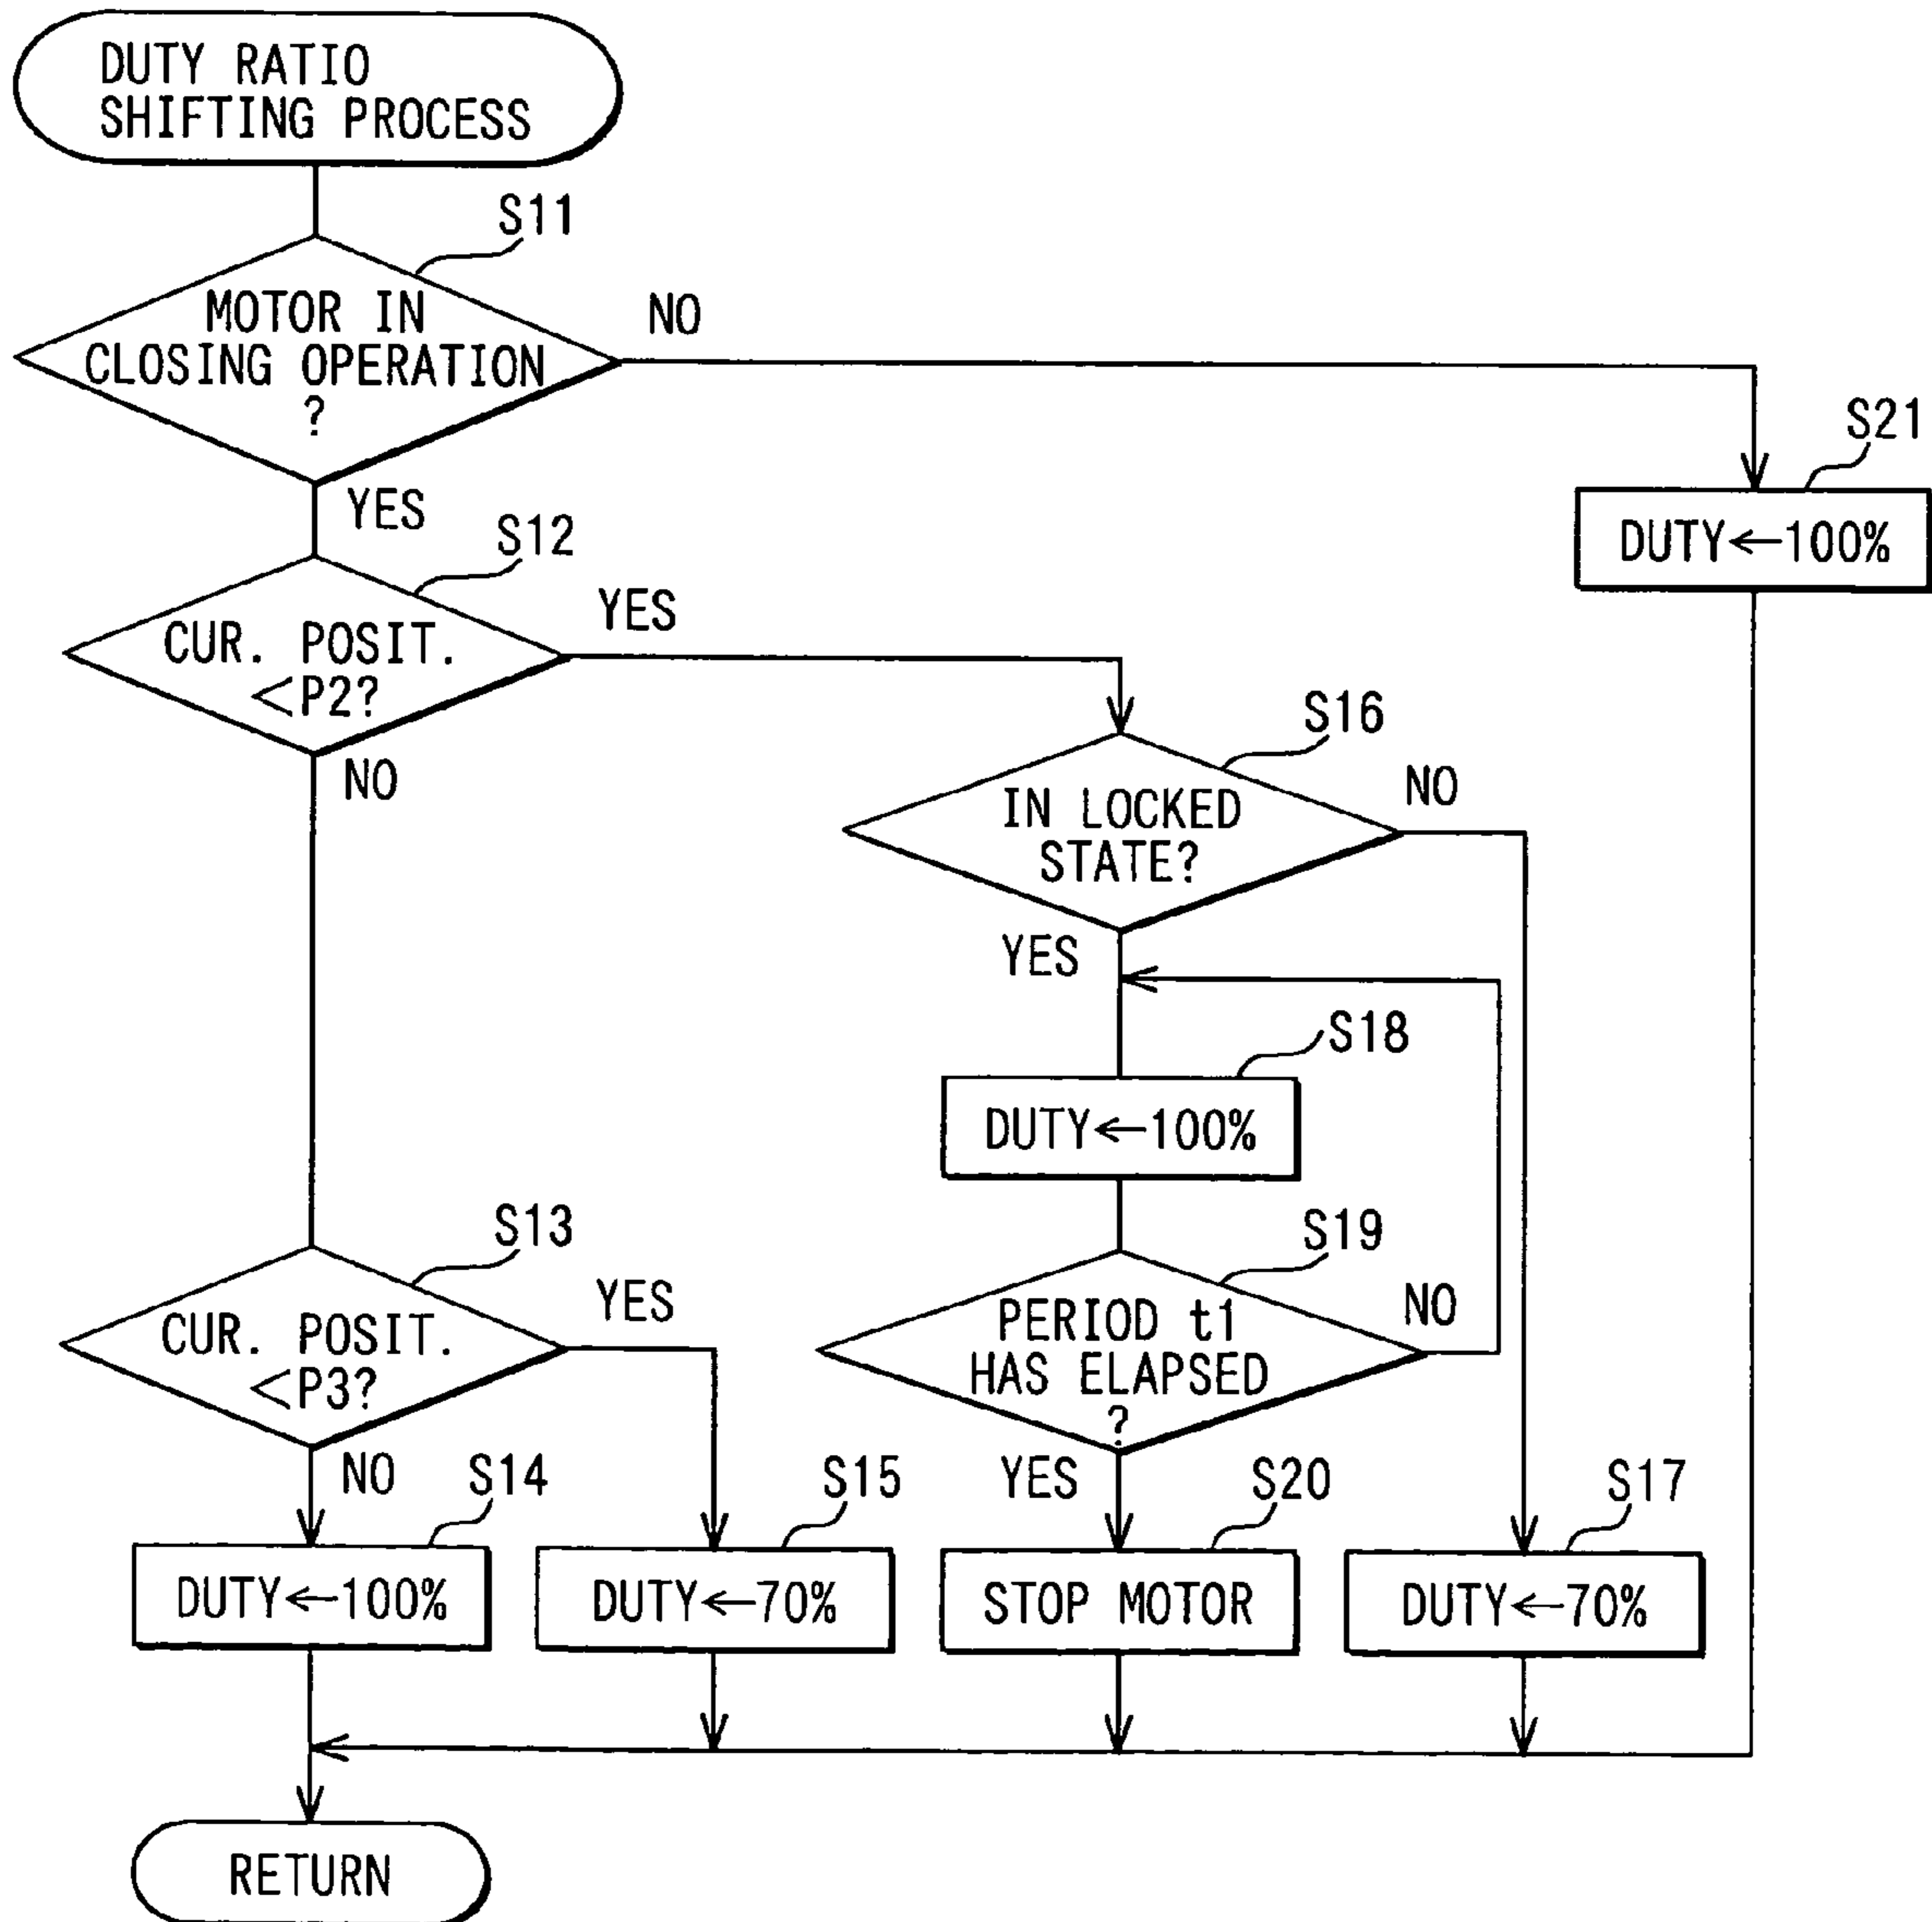 DUTY RATIO
SHIFTING PROCESS
S11
MOTOR IN
CLOSING OPERATION
?
NO
YES
S21
DUTY←100%
S12
CUR. POSIT.
<P2?
YES
NO
S16
IN LOCKED
STATE?
NO
YES
S18
DUTY←100%
S13
CUR. POSIT.
<P3?
YES
NO
S19
PERIOD t1
HAS ELAPSED
?
NO
YES
S14
DUTY←100%
S15
DUTY←70%
S20
STOP MOTOR
S17
DUTY←70%
RETURN